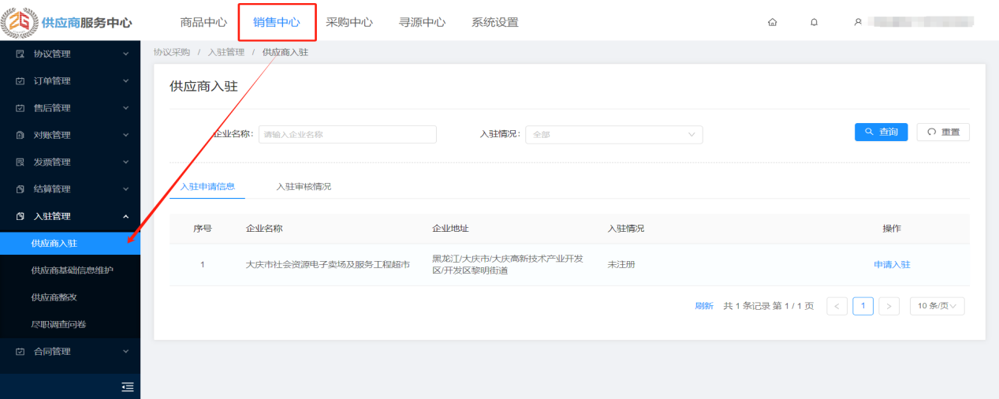 供应商服务中心
商品中心 销售中心 采购中心 寻源中心 系统设置
协议管理
订单管理
售后管理
对账管理
发票管理
结算管理
入驻管理
供应商入驻
供应商基础信息维护
供应商整改
尽职调查问卷
合同管理
协议采购 / 入驻管理 / 供应商入驻
供应商入驻
企业名称: 请输入企业名称 入驻情况: 全部 查询 重置
入驻申请信息 入驻审核情况
序号 企业名称 企业地址 入驻情况 操作
1 大庆市社会资源电子卖场及服务工程超市 黑龙江/大庆市/大庆高新技术产业开发 未注册 申请入驻
区/开发区黎明街道
刷新 共 1 条记录 第 1 / 1 页 < 1 > 10 条/页